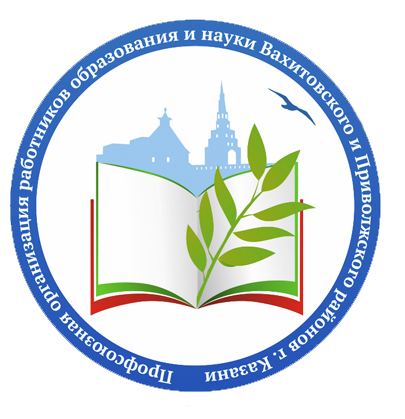 Профсоюзная организация работников образования и науки Вахитовского и Приволжского районов г. Казани